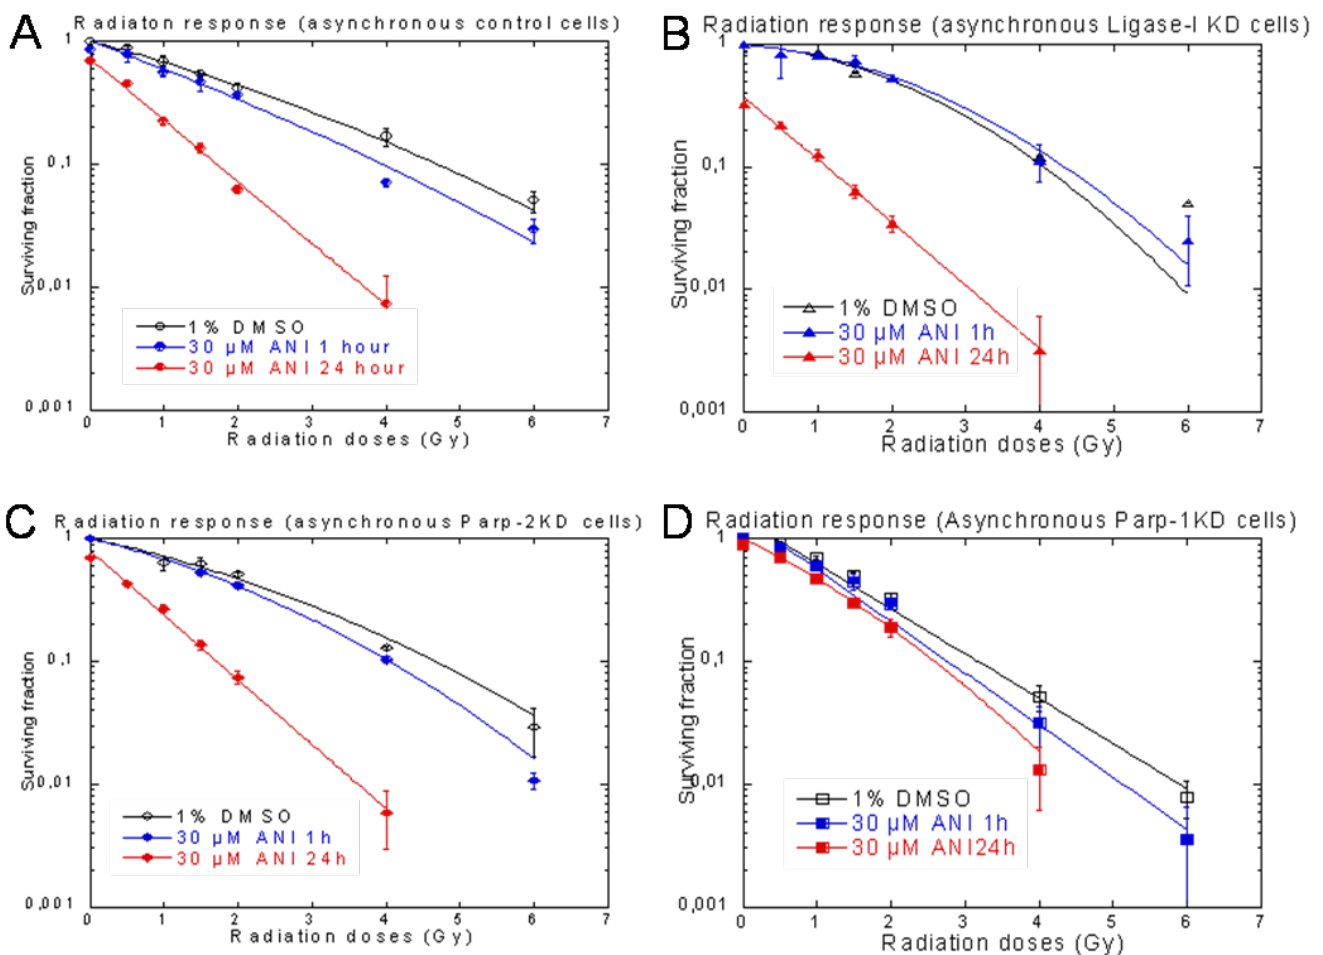 A
Radiaton response (asynchronous control cells)
1
0.1
0.01
0,001
Surviving fraction
1% DMSO
30 µM ANI 1 hour
30 µM ANI 24 hour
0 1 2 3 4 5 6 7
Radiation doses (Gy)
B
Radiation response (asynchronous Ligase-I KD cells)
1
0,1
0,01
0,001
Surviving fraction
1% DMSO
30 µM ANI 1h
30 µM ANI 24h
0 1 2 3 4 5 6 7
Radiation doses (Gy)
C
Radiation response (asynchronous Parp-2KD cells)
1
0.1
0.01
0.001
Surviving fraction
1% DMSO
30 µM ANI 1h
30 µM ANI 24h
0 1 2 3 4 5 6 7
Radiation doses (Gy)
D
Radiation response (Asynchronous Parp-1KD cells)
1
0,1
0,01
0,001
Surviving fraction
1% DMSO
30 µM ANI 1h
30 µM ANI24h
0 1 2 3 4 5 6 7
Radiation doses (Gy)